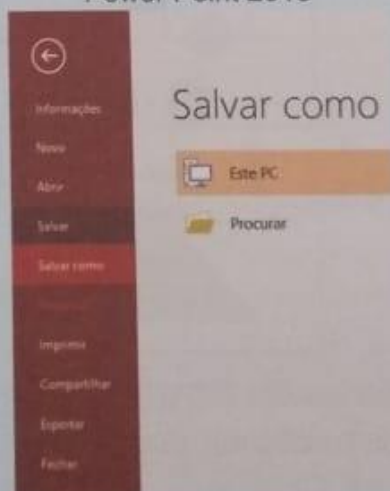 Informações
Novo
Abrir
Salvar
Salvar como
Imprimir
Compartilhar
Exportar
Fechar
Salvar como
Este PC
Procurar